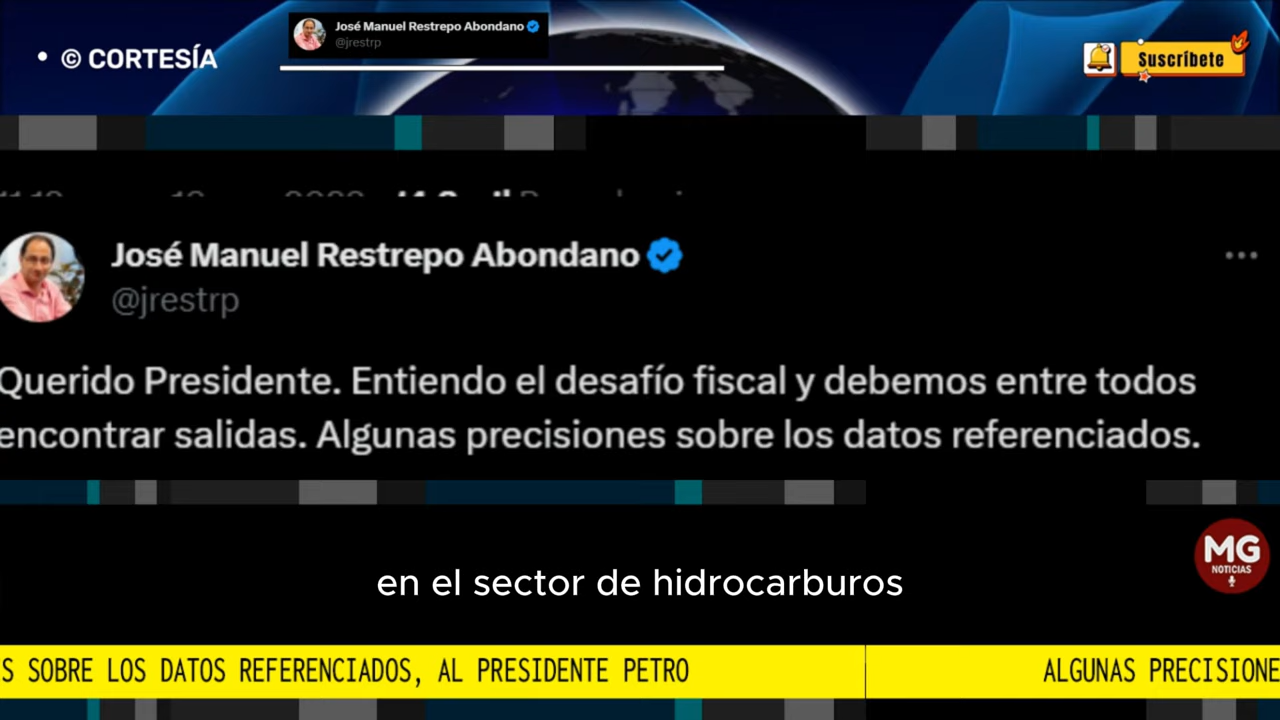 • © CORTESÍA
José Manuel Restrepo Abondano
@jrestrp
Suscríbete
José Manuel Restrepo Abondano
@jrestrp
Querido Presidente. Entiendo el desafío fiscal y debemos entre todos
encontrar salidas. Algunas precisiones sobre los datos referenciados.
MG
NOTICIAS
en el sector de hidrocarburos
S SOBRE LOS DATOS REFERENCIADOS, AL PRESIDENTE PETRO
ALGUNAS PRECISIONE